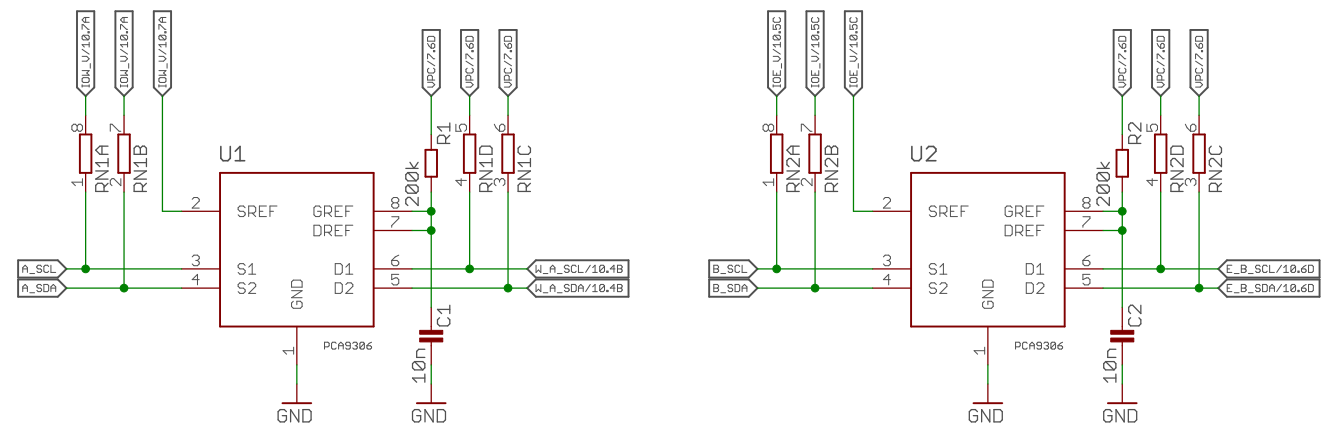 IOW_V/10.7A
IOW_V/10.7A
IOW_V/10.7A
VPC/7.6D
VPC/7.6D
VPC/7.6D
8
1
RN1A
7
2
RN1B
R1
200k
5
4
RN1D
6
3
RN1C
U1
2
SREF
GREF
8
DREF
7
A_SCL
3
S1
D1
6
W_A_SCL/10.4B
A_SDA
4
S2
D2
5
W_A_SDA/10.4B
GND
1
PCA9306
C1
10n
GND
GND
IOE_V/10.5C
IOE_V/10.5C
IOE_V/10.5C
VPC/7.6D
VPC/7.6D
VPC/7.6D
8
1
RN2A
7
2
RN2B
R2
200k
5
4
RN2D
6
3
RN2C
U2
2
SREF
GREF
8
DREF
7
B_SCL
3
S1
D1
6
E_B_SCL/10.6D
B_SDA
4
S2
D2
5
E_B_SDA/10.6D
GND
1
PCA9306
C2
10n
GND
GND